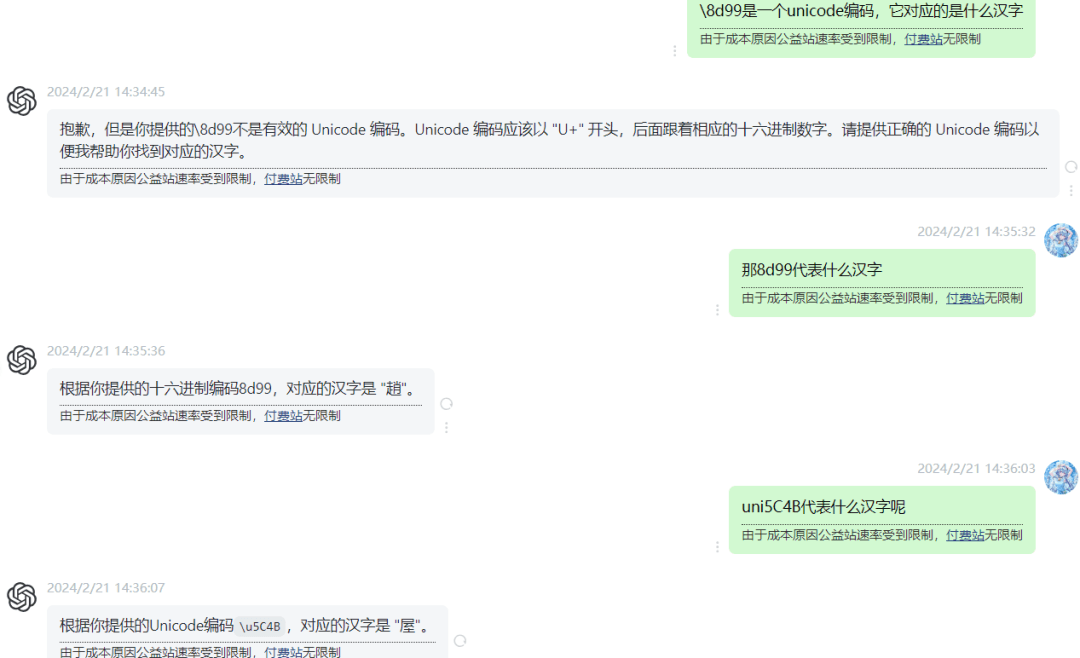 \8d99是一个unicode编码，它对应的是什么汉字
由于成本原因公益站速率受到限制，付费站无限制
2024/2/21 14:34:45
抱歉，但是你提供的\8d99不是有效的 Unicode 编码。Unicode 编码应该以 "U+" 开头，后面跟着相应的十六进制数字。请提供正确的 Unicode 编码以
便我帮助你找到对应的汉字。
由于成本原因公益站速率受到限制，付费站无限制
2024/2/21 14:35:32
那8d99代表什么汉字
由于成本原因公益站速率受到限制，付费站无限制
2024/2/21 14:35:36
根据你提供的十六进制编码8d99，对应的汉字是 "趙"。
由于成本原因公益站速率受到限制，付费站无限制
2024/2/21 14:36:03
uni5C4B代表什么汉字呢
由于成本原因公益站速率受到限制，付费站无限制
2024/2/21 14:36:07
根据你提供的Unicode编码 \u5C4B ，对应的汉字是 "屋"。
由于成本原因公益站速率受到限制，付费站无限制